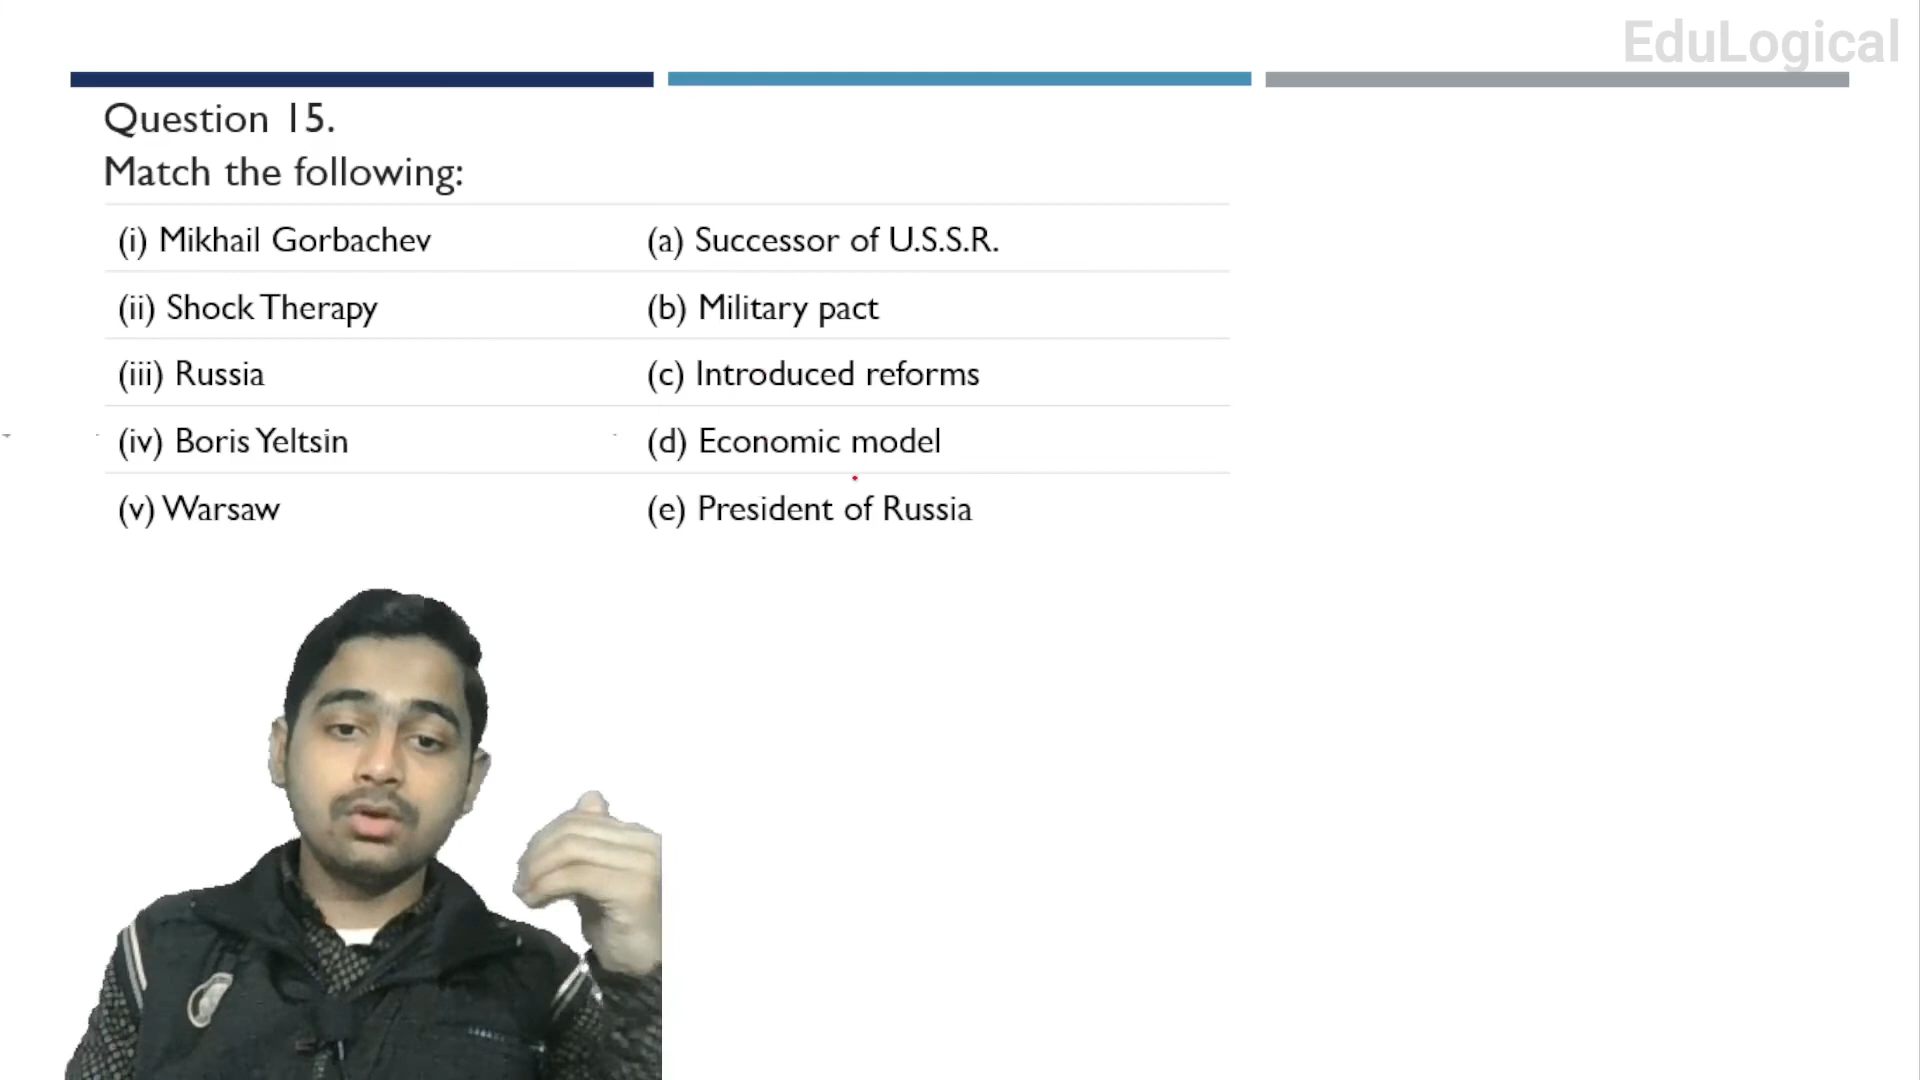 EduLogical
Question 15.
Match the following:
(i) Mikhail Gorbachev (a) Successor of U.S.S.R.
(ii) Shock Therapy (b) Military pact
(iii) Russia (c) Introduced reforms
(iv) Boris Yeltsin (d) Economic model
(v) Warsaw (e) President of Russia